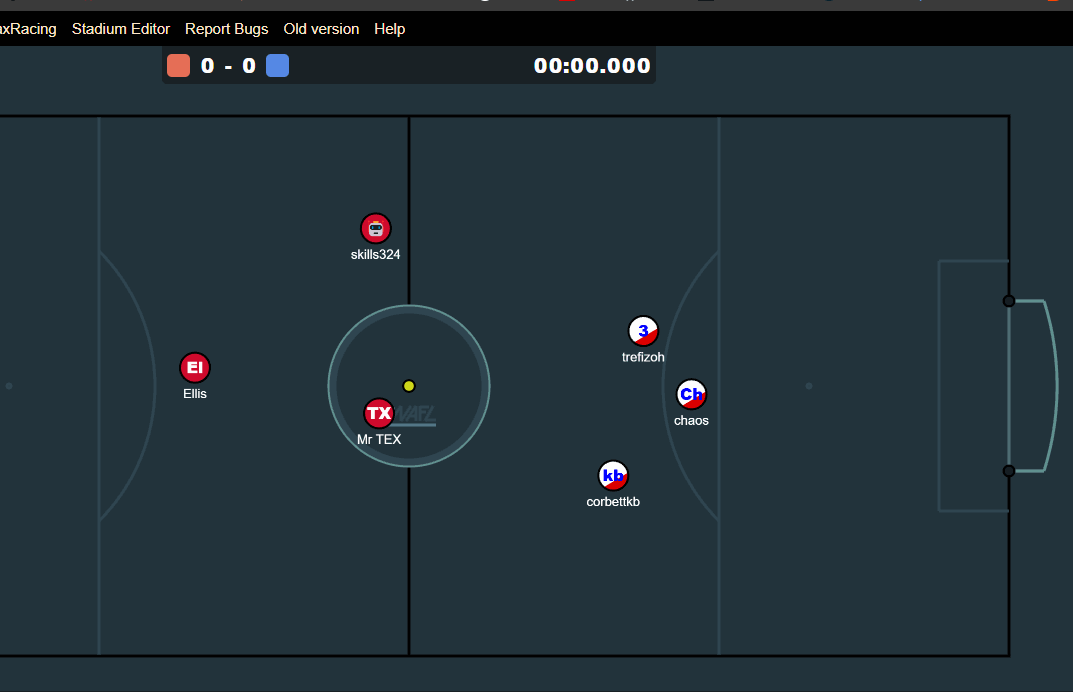 axRacing Stadium Editor Report Bugs Old version Help
0 - 0 00:00.000
skills324
3
trefizoh
El
Ellis
Ch
chaos
TX WAFL
Mr TEX
kb
corbettkb